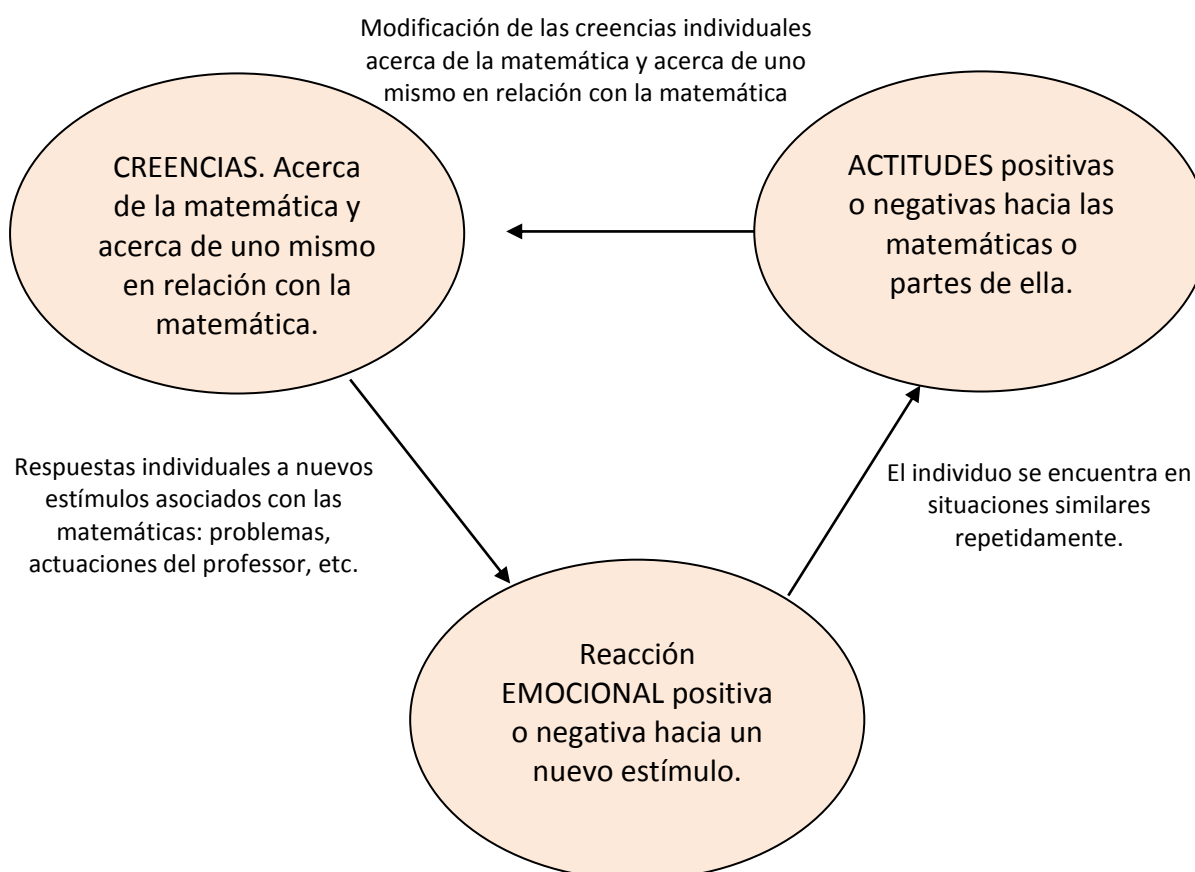 Modificación de las creencias individuales
acerca de la matemática y acerca de uno
mismo en relación con la matemática
CREENCIAS. Acerca
de la matemática y
acerca de uno mismo
en relación con la
matemática.
ACTITUDES positivas
o negativas hacia las
matemáticas o
partes de ella.
Respuestas individuales a nuevos
estímulos asociados con las
matemáticas: problemas,
actuaciones del professor, etc.
El individuo se encuentra en
situaciones similares
repetidamente.
Reacción
EMOCIONAL positiva
o negativa hacia un
nuevo estímulo.